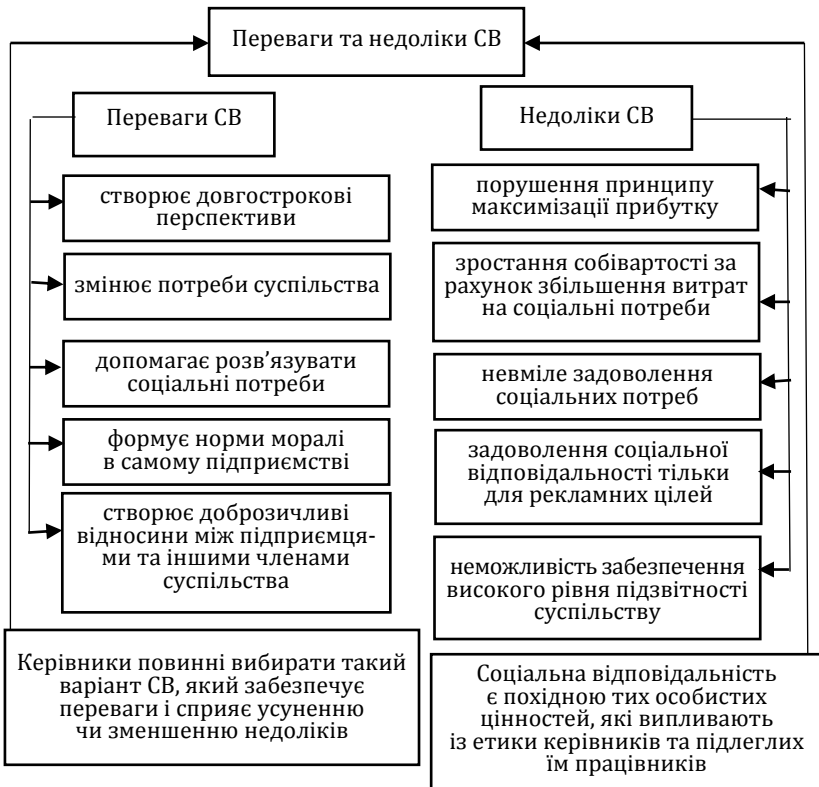 Переваги та недоліки СВ
Переваги СВ
створює довгострокові
перспективи
змінює потреби суспільства
допомагає розв'язувати
соціальні потреби
формує норми моралі
в самому підприємстві
створює доброзичливі
відносини між підприємця-
ми та іншими членами
суспільства
Недоліки СВ
порушення принципу
максимізації прибутку
зростання собівартості за
рахунок збільшення витрат
на соціальні потреби
невміле задоволення
соціальних потреб
задоволення соціальної
відповідальності тільки
для рекламних цілей
неможливість забезпечення
високого рівня підзвітності
суспільству
Керівники повинні вибирати такий
варіант СВ, який забезпечує
переваги і сприяє усуненню
чи зменшенню недоліків
Соціальна відповідальність
є похідною тих особистих
цінностей, які випливають
із етики керівників та підлеглих
їм працівників